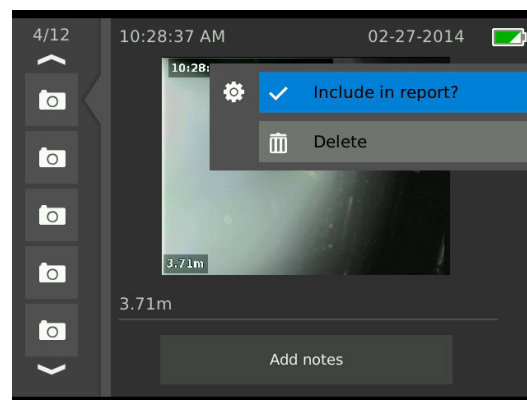 4/12
10:28:37 AM 02-27-2014
10:28:
Include in report?
Delete
3.71m
3.71m
Add notes